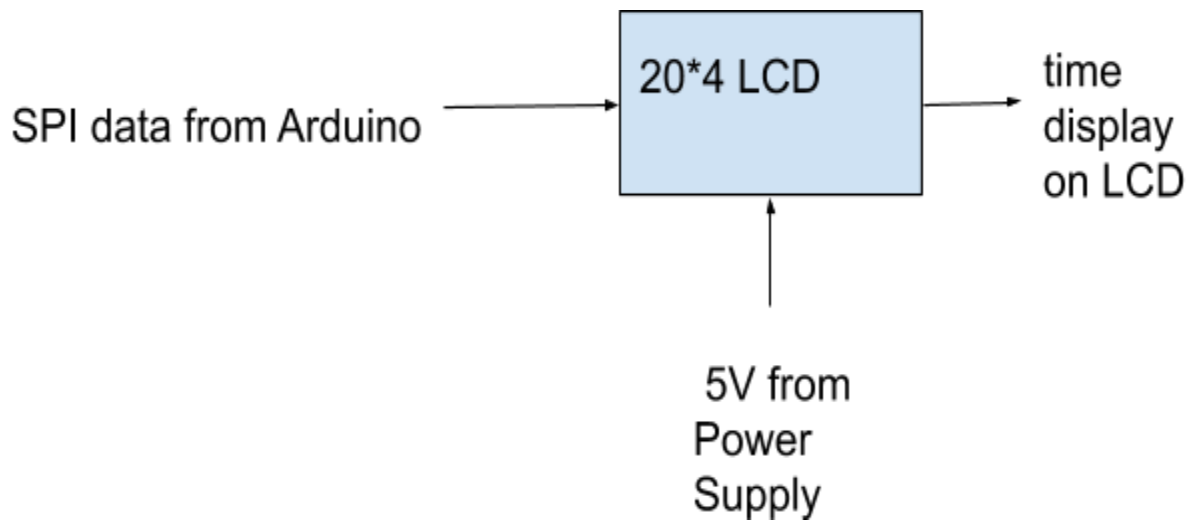 20*4 LCD
SPI data from Arduino
time
display
on LCD
5V from
Power
Supply